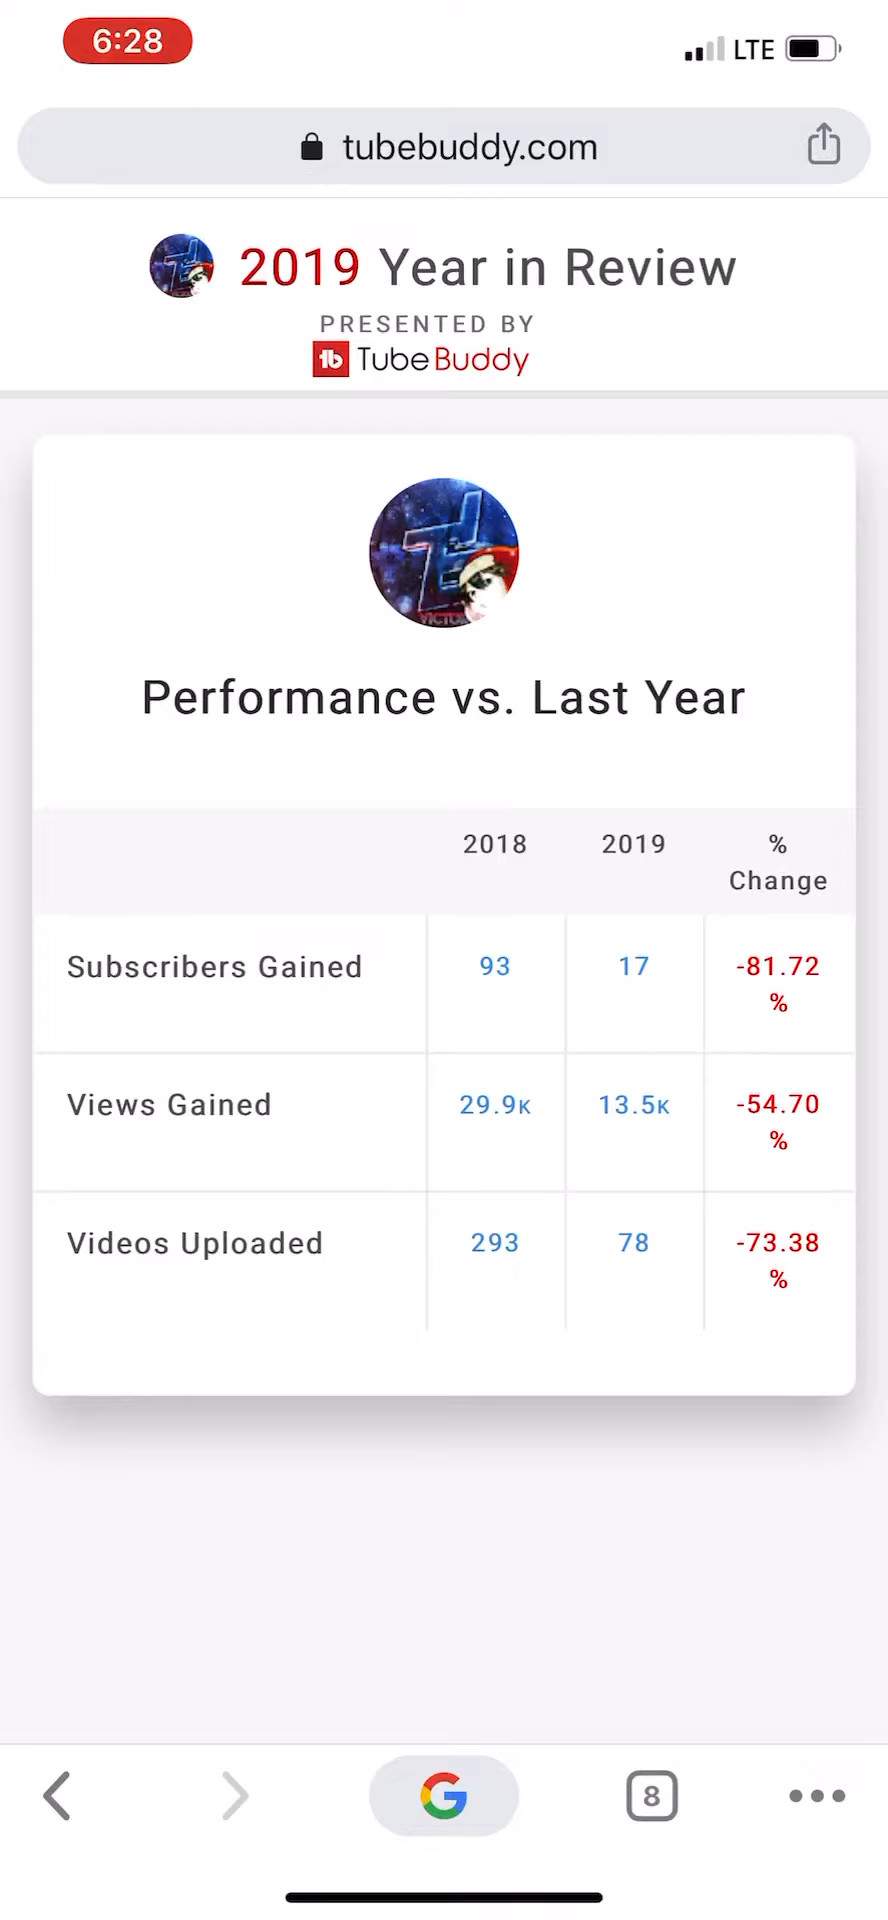 6:28
LTE
tubebuddy.com
2019 Year in Review
PRESENTED BY
tb TubeBuddy
Performance vs. Last Year
2018 2019 %
Change
Subscribers Gained 93 17 -81.72
%
Views Gained 29.9K 13.5K -54.70
%
Videos Uploaded 293 78 -73.38
%
8